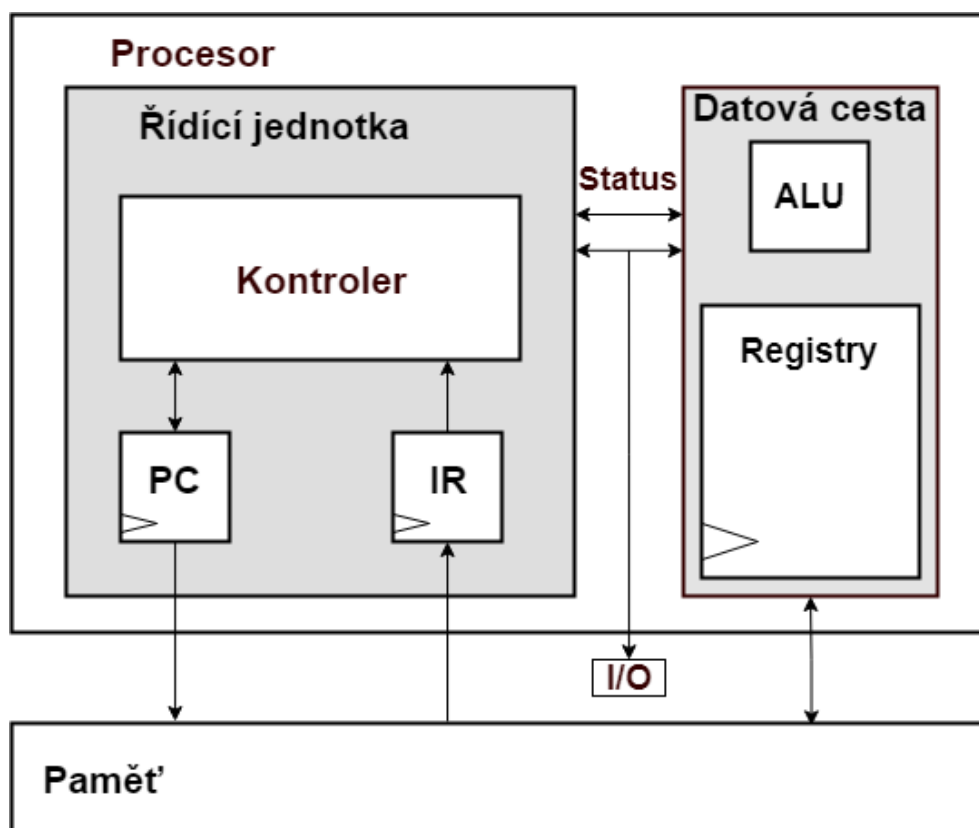 Procesor
Řídící jednotka
Kontroler
PC
IR
Status
Datová cesta
ALU
Registry
I/O
Paměť